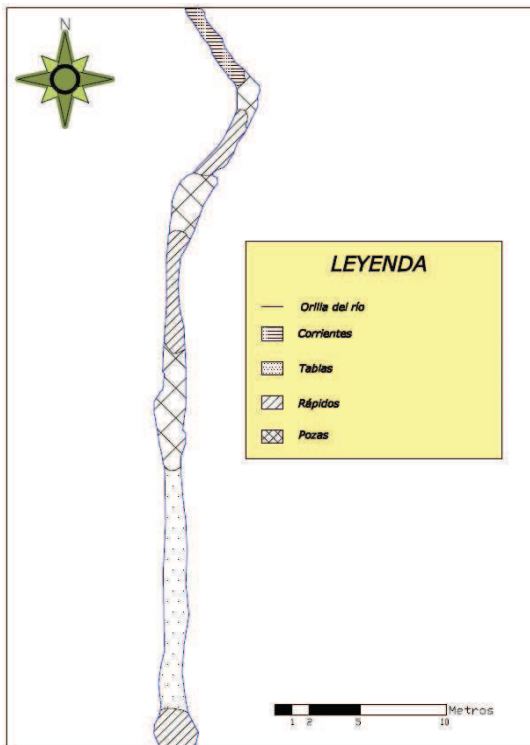 N
LEYENDA
Orilla del río
Corrientes
Tablas
Rápidos
Pozas
Metros
1 2 5 10